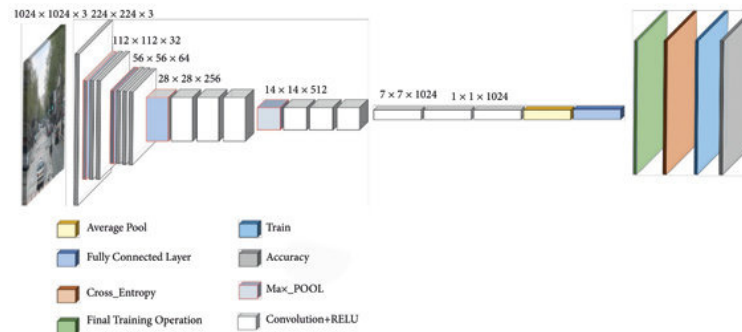 1024 × 1024 × 3 224 × 224 × 3
112 × 112 × 32
56 × 56 × 64
28 × 28 × 256
14 × 14 × 512
7 × 7 × 1024
1 × 1 × 1024
Average Pool
Train
Fully Connected Layer
Accuracy
Cross_Entropy
Max_POOL
Final Training Operation
Convolution+RELU